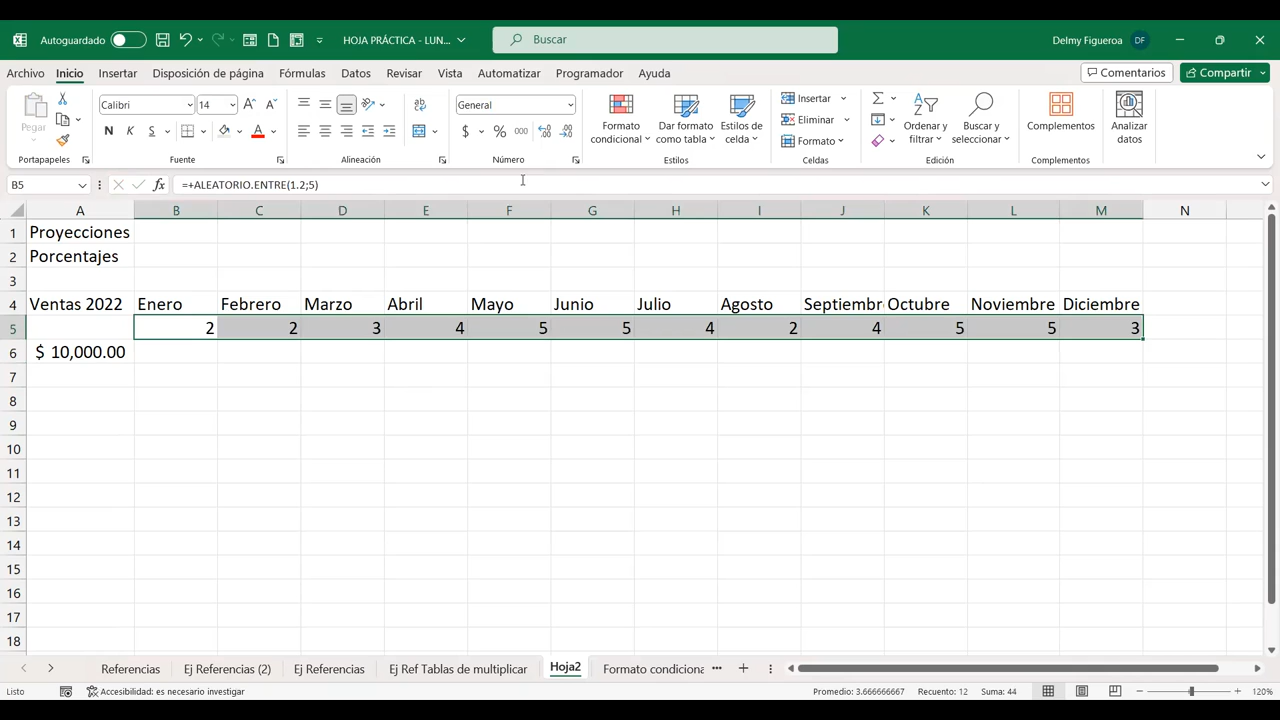 Autoguardado HOJA PRÁCTICA - LUN... Buscar Delmy Figueroa DF
Archivo Inicio Insertar Disposición de página Fórmulas Datos Revisar Vista Automatizar Programador Ayuda Comentarios Compartir
Pegar Calibri 14 General Formato condicional Dar formato como tabla Estilos de celda Insertar Eliminar Formato Ordenar y filtrar Buscar y seleccionar Complementos Analizar datos
N K S $ % 000
Portapapeles Fuente Alineación Número Estilos Celdas Edición Complementos
B5 fx =+ALEATORIO.ENTRE(1.2;5)
A B C D E F G H I J K L M N
1 Proyecciones
2 Porcentajes
3
4 Ventas 2022 Enero Febrero Marzo Abril Mayo Junio Julio Agosto Septiembr Octubre Noviembre Diciembre
5 2 2 3 4 5 5 4 2 4 5 5 3
6 $ 10,000.00
7
8
9
10
11
12
13
14
15
16
17
18
Referencias Ej Referencias (2) Ej Referencias Ej Ref Tablas de multiplicar Hoja2 Formato condiciona ...
Listo Accesibilidad: es necesario investigar Promedio: 3.666666667 Recuento: 12 Suma: 44 120%